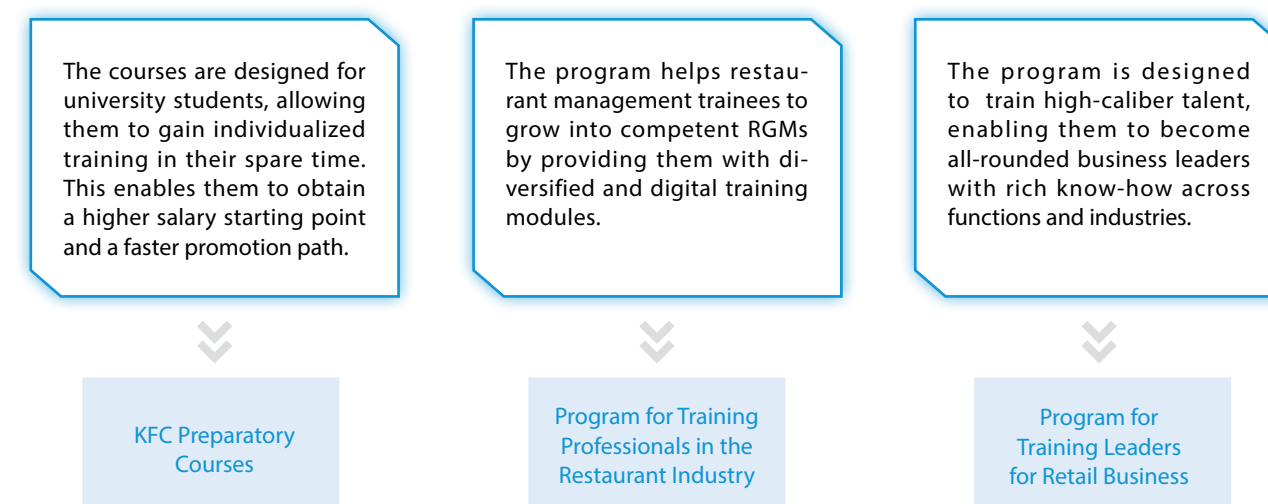 The courses are designed for
university students, allowing
them to gain individualized
training in their spare time.
This enables them to obtain
a higher salary starting point
and a faster promotion path.
The program helps restau-
rant management trainees to
grow into competent RGMs
by providing them with di-
versified and digital training
modules.
The program is designed
to train high-caliber talent,
enabling them to become
all-rounded business leaders
with rich know-how across
functions and industries.
KFC Preparatory
Courses
Program for Training
Professionals in the
Restaurant Industry
Program for
Training Leaders
for Retail Business